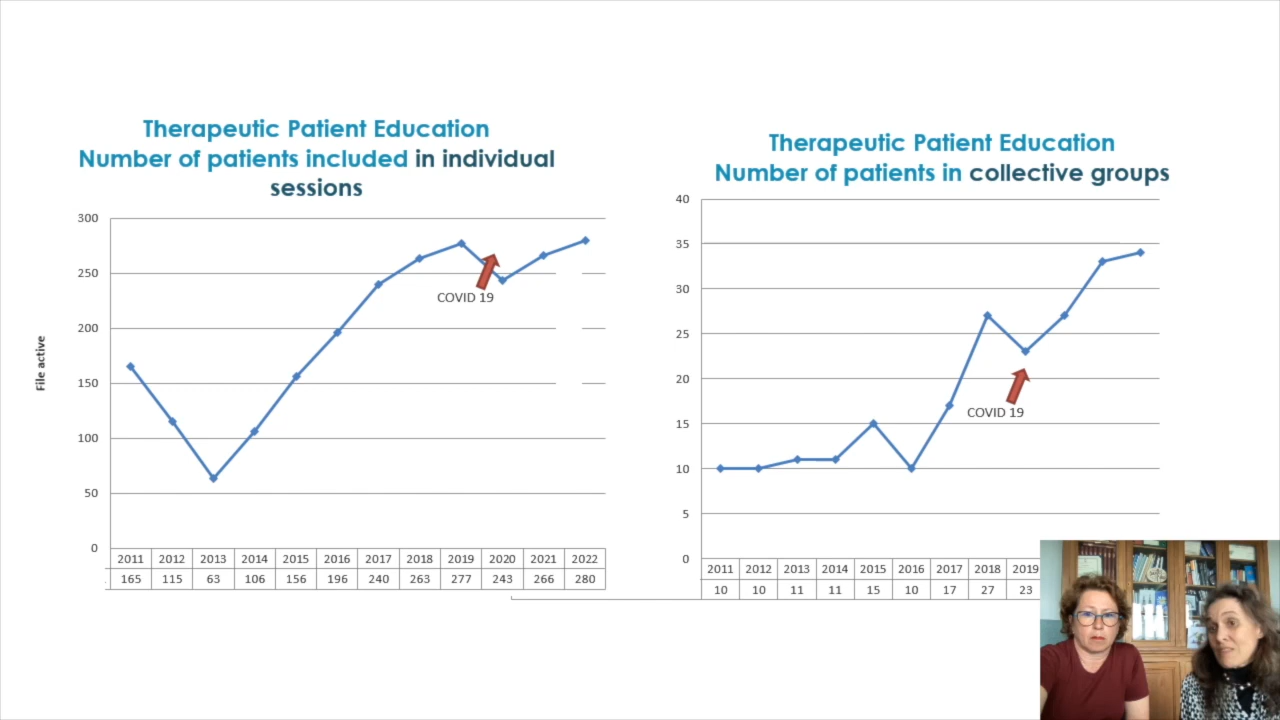 Therapeutic Patient Education
Number of patients included in individual
sessions
300
250
200
150
100
50
0
File active
COVID 19
2011 2012 2013 2014 2015 2016 2017 2018 2019 2020 2021 2022
165 115 63 106 156 196 240 263 277 243 266 280
Therapeutic Patient Education
Number of patients in collective groups
40
35
30
25
20
15
10
5
0
COVID 19
2011 2012 2013 2014 2015 2016 2017 2018 2019
10 10 11 11 15 10 17 27 23